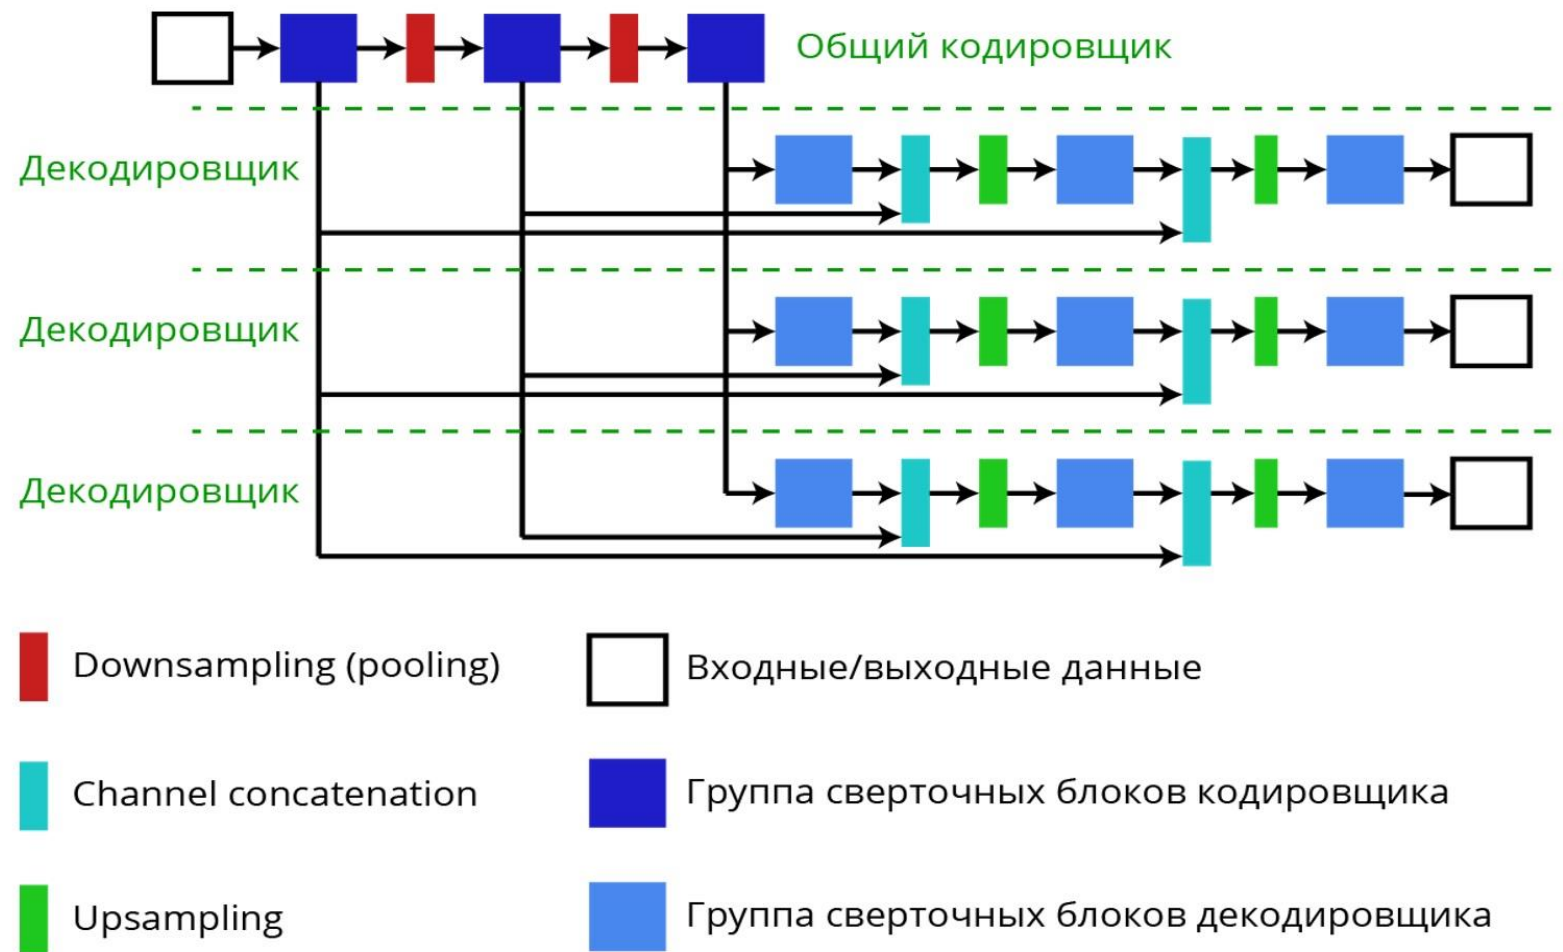 Общий кодировщик
Декодировщик
Декодировщик
Декодировщик
Downsampling (pooling)
Входные/выходные данные
Channel concatenation
Группа сверточных блоков кодировщика
Upsampling
Группа сверточных блоков декодировщика